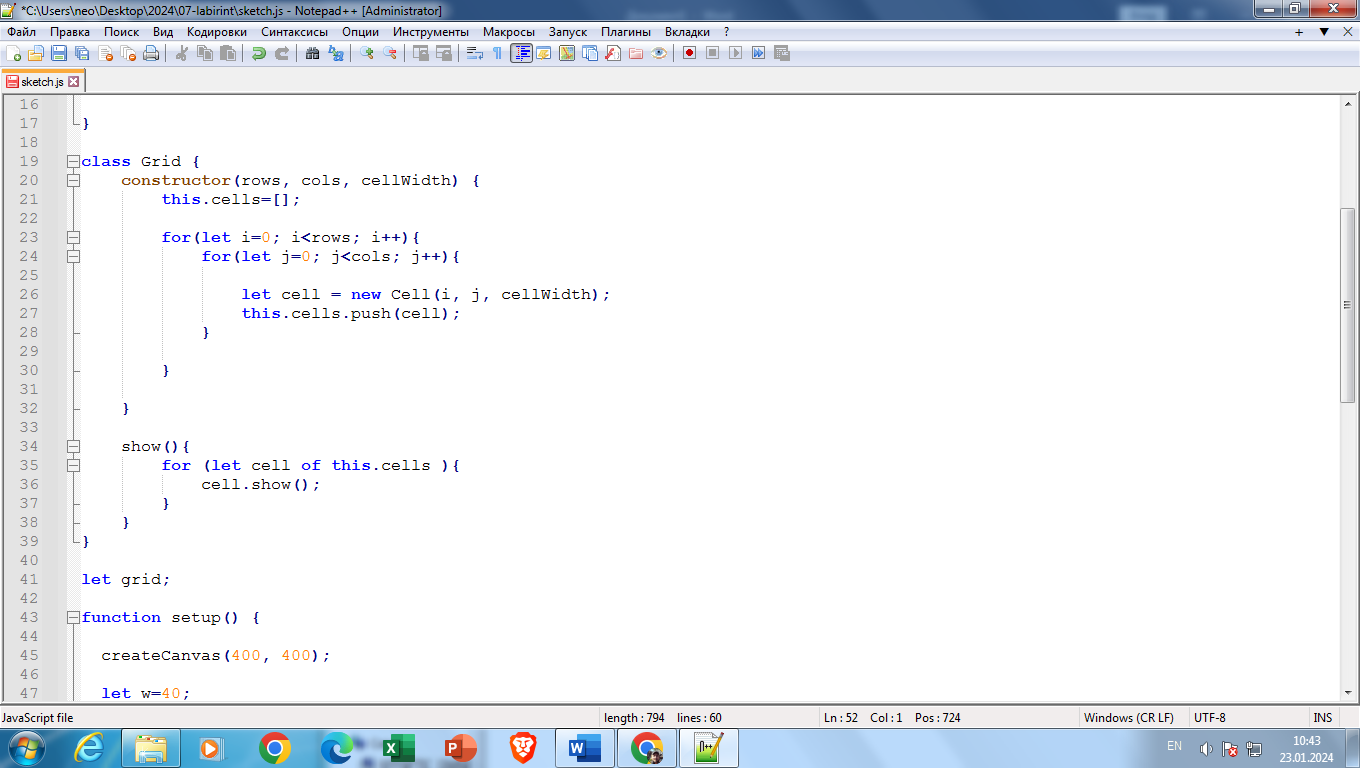 *C:\Users\neo\Desktop\2024\07-labirint\sketch.js - Notepad++ [Administrator]
Файл Правка Поиск Вид Кодировки Синтаксисы Опции Инструменты Макросы Запуск Плагины Вкладки ?
sketch.js
16
17 }
18
19 class Grid {
20 constructor(rows, cols, cellWidth) {
21 this.cells=[];
22
23 for(let i=0; i<rows; i++){
24 for(let j=0; j<cols; j++){
25
26 let cell = new Cell(i, j, cellWidth);
27 this.cells.push(cell);
28 }
29
30 }
31
32 }
33
34 show(){
35 for (let cell of this.cells ){
36 cell.show();
37 }
38 }
39 }
40
41 let grid;
42
43 function setup() {
44
45 createCanvas(400, 400);
46
47 let w=40;
JavaScript file length : 794 lines : 60 Ln : 52 Col : 1 Pos : 724 Windows (CR LF) UTF-8 INS
EN 10:43
23.01.2024